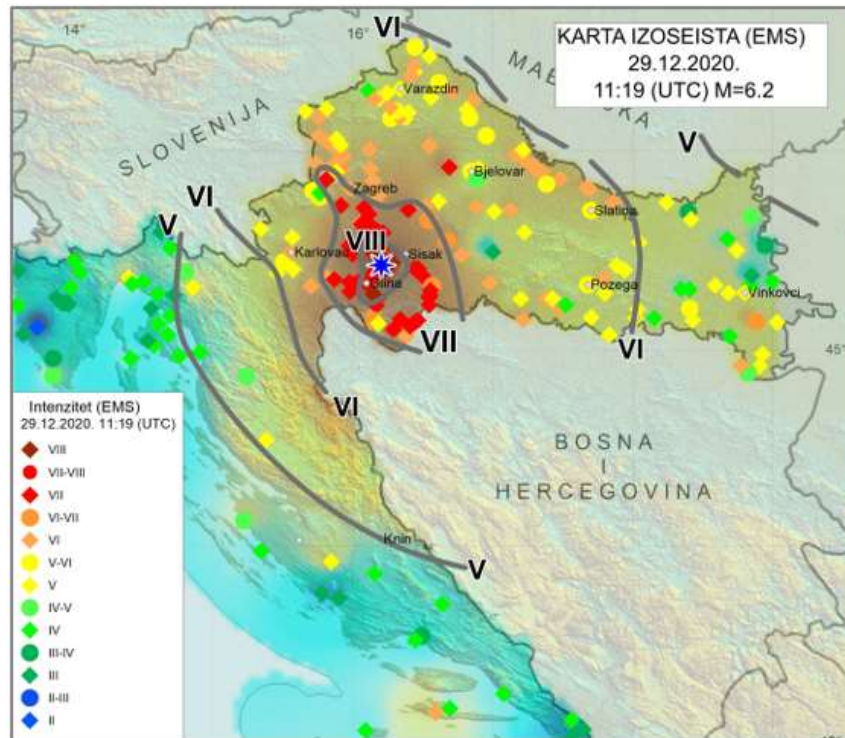 14°
16°
VI
KARTA IZOSEISTA (EMS)
29.12.2020.
11:19 (UTC) M=6.2
MAĐARSKA
SLOVENIJA
Varazdin
V
Bjelovar
Zagreb
VI
V
Slatina
VIII
Karlovac
Sisak
Glina
Pozega
Vinkovci
VII
VI
45°
VI
BOSNA
I
HERCEGOVINA
Knin
V
Intenzitet (EMS)
29.12.2020. 11:19 (UTC)
VIII
VII-VIII
VII
VI-VII
VI
V-VI
V
IV-V
IV
III-IV
III
II-III
II